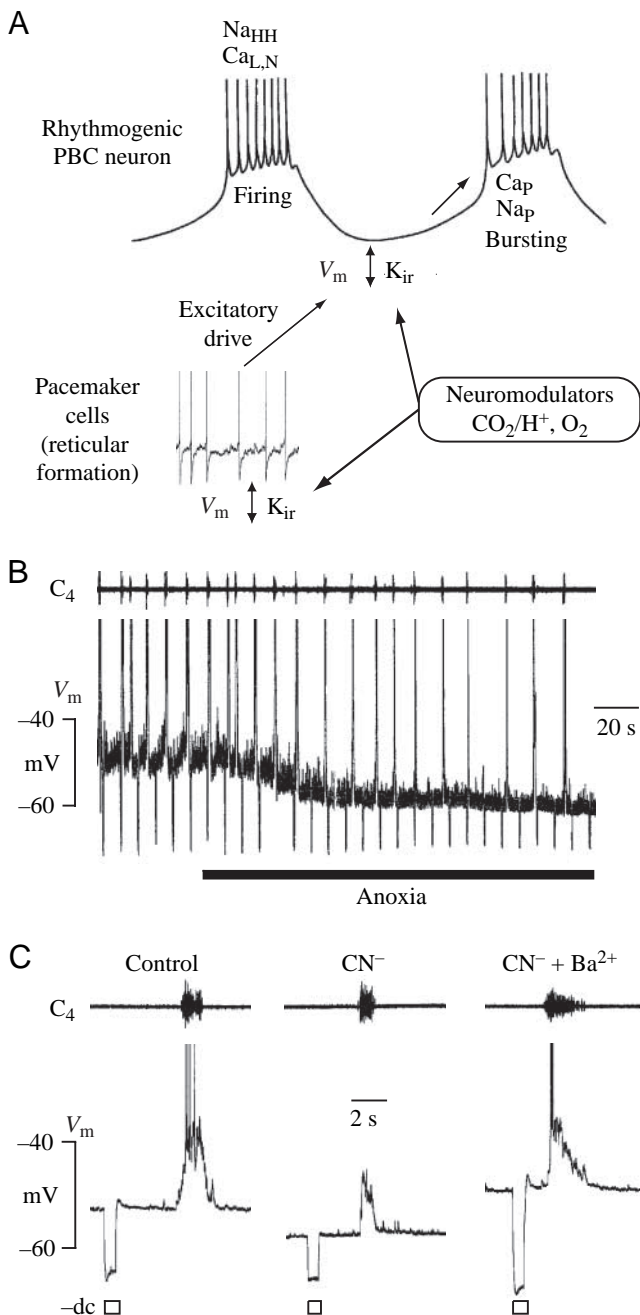 A
Na_HH
Ca_L,N
Rhythmogenic
PBC neuron
Firing
Ca_P
Na_P
Bursting
V_m
K_ir
Excitatory
drive
Pacemaker
cells
(reticular
formation)
Neuromodulators
CO₂/H⁺, O₂
V_m
K_ir
B
C₄
V_m
–40
mV
–60
20 s
Anoxia
C
Control
CN⁻
CN⁻ + Ba²⁺
C₄
2 s
V_m
–40
mV
–60
–dc